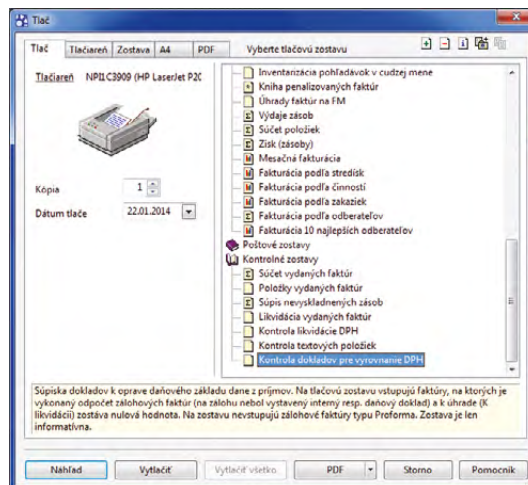 Tlač
Tlač Tlačiareň Zostava A4 PDF Vyberte tlačovú zostavu
Tlačiareň NPI1C3909 (HP LaserJet P20
Kópia 1
Dátum tlače 22.01.2014
Inventarizácia pohľadávok v cudzej mene
Kniha penalizovaných faktúr
Úhrady faktúr na FM
Výdaje zásob
Súčet položiek
Zisk (zásoby)
Mesačná fakturácia
Fakturácia podľa stredísk
Fakturácia podľa činností
Fakturácia podľa zakaziek
Fakturácia podľa odberateľov
Fakturácia 10 najlepších odberateľov
Poštové zostavy
Kontrolné zostavy
Súčet vydaných faktúr
Položky vydaných faktúr
Súpis nevyskladnených zásob
Likvidácia vydaných faktúr
Kontrola likvidácie DPH
Kontrola textových položiek
Kontrola dokladov pre vyrovnanie DPH
Súpiska dokladov k oprave daňového základu dane z príjmov. Na tlačovú zostavu vstupujú faktúry, na ktorých je
vykonaný odpočet zálohových faktúr (na zálohu nebol vystavený interný resp. daňový doklad) a k úhrade (K
likvidácii) zostáva nulová hodnota. Na zostavu nevstupujú zálohové faktúry typu Proforma. Zostava je len
informatívna.
Náhľad Vytlačiť Vytlačiť všetko PDF Storno Pomocník